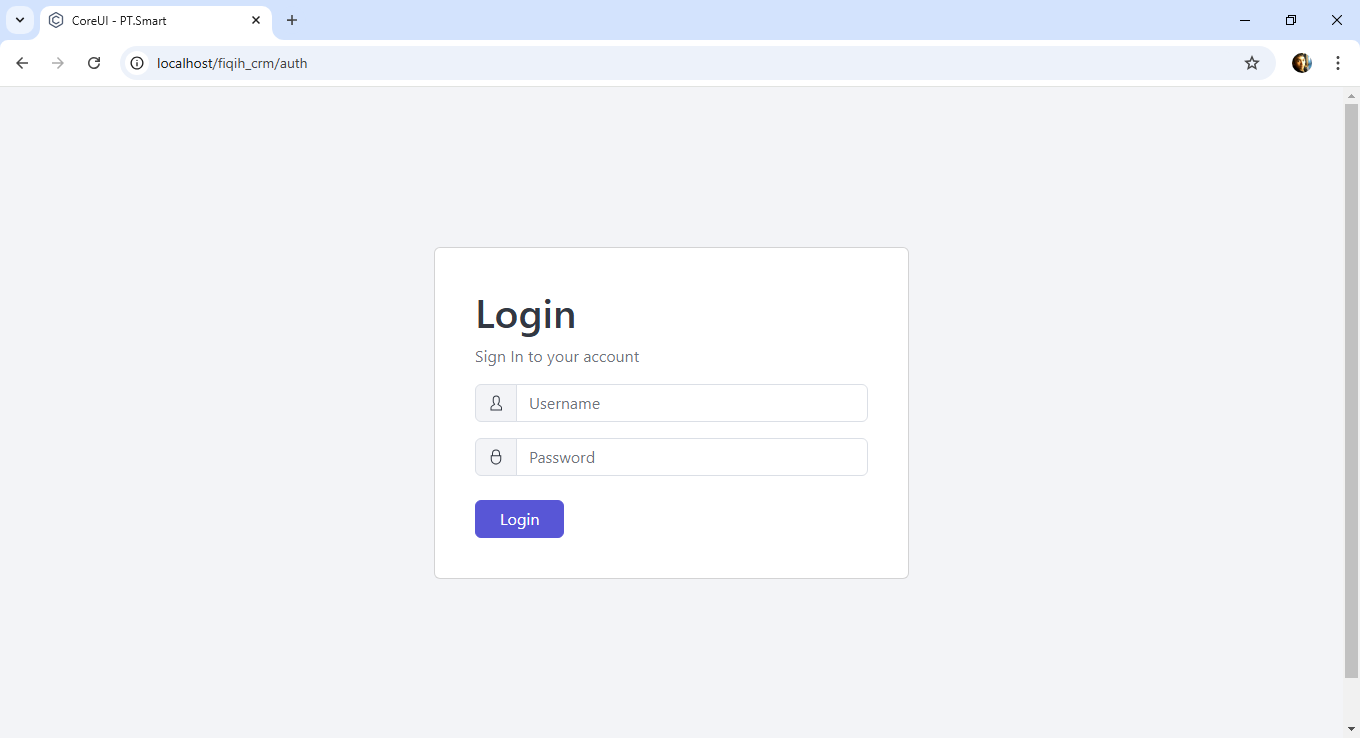 CoreUI - PT.Smart
localhost/fiqih_crm/auth
Login
Sign In to your account
Username
Password
Login